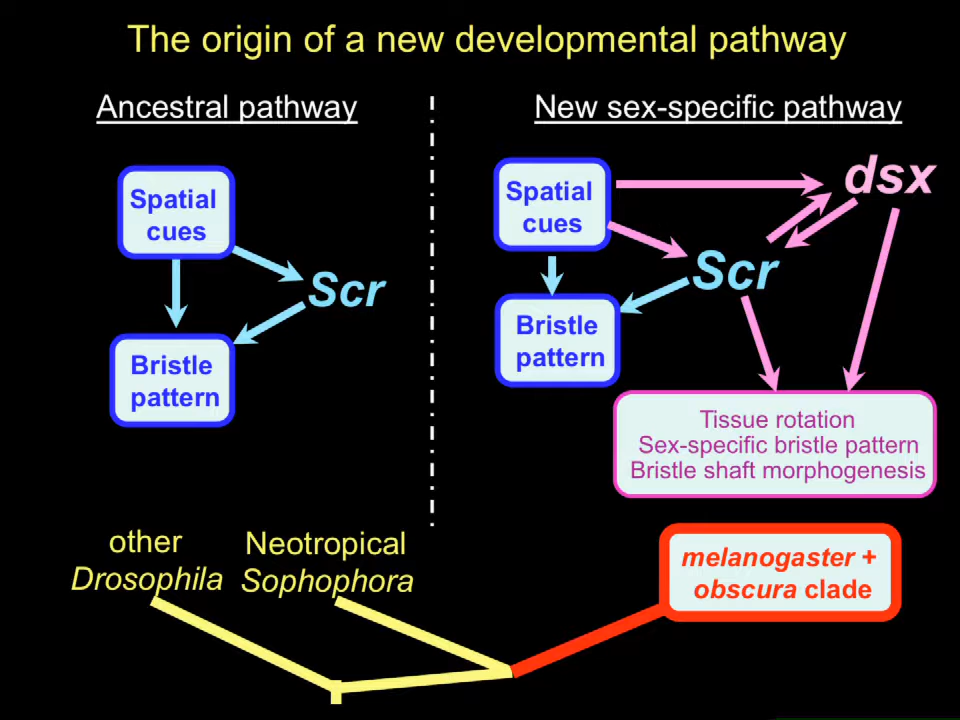 The origin of a new developmental pathway
Ancestral pathway
Spatial
cues
Scr
Bristle
pattern
New sex-specific pathway
Spatial
cues
dsx
Scr
Bristle
pattern
Tissue rotation
Sex-specific bristle pattern
Bristle shaft morphogenesis
other
Drosophila
Neotropical
Sophophora
melanogaster +
obscura clade